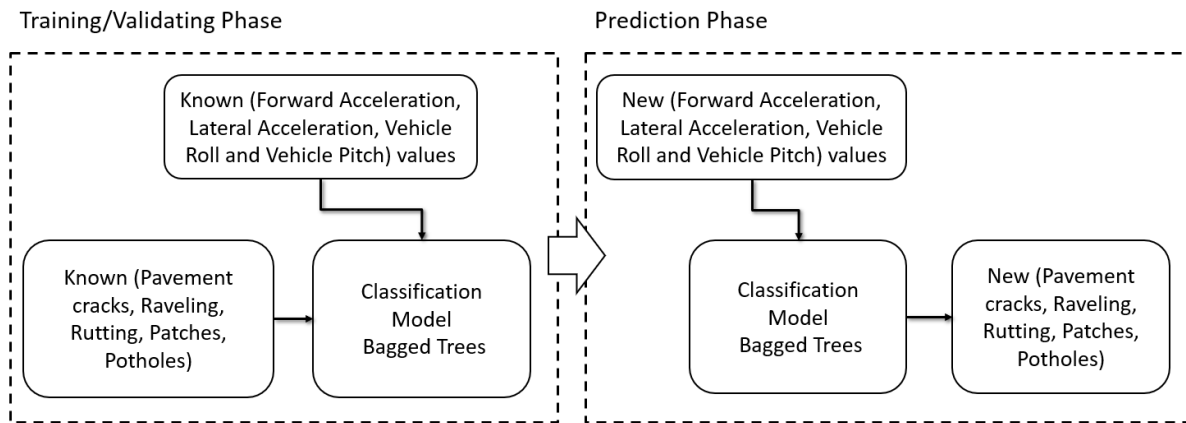 Training/Validating Phase
Known (Forward Acceleration,
Lateral Acceleration, Vehicle
Roll and Vehicle Pitch) values
Known (Pavement
cracks, Raveling,
Rutting, Patches,
Potholes)
Classification
Model
Bagged Trees
Prediction Phase
New (Forward Acceleration,
Lateral Acceleration, Vehicle
Roll and Vehicle Pitch) values
Classification
Model
Bagged Trees
New (Pavement
cracks, Raveling,
Rutting, Patches,
Potholes)